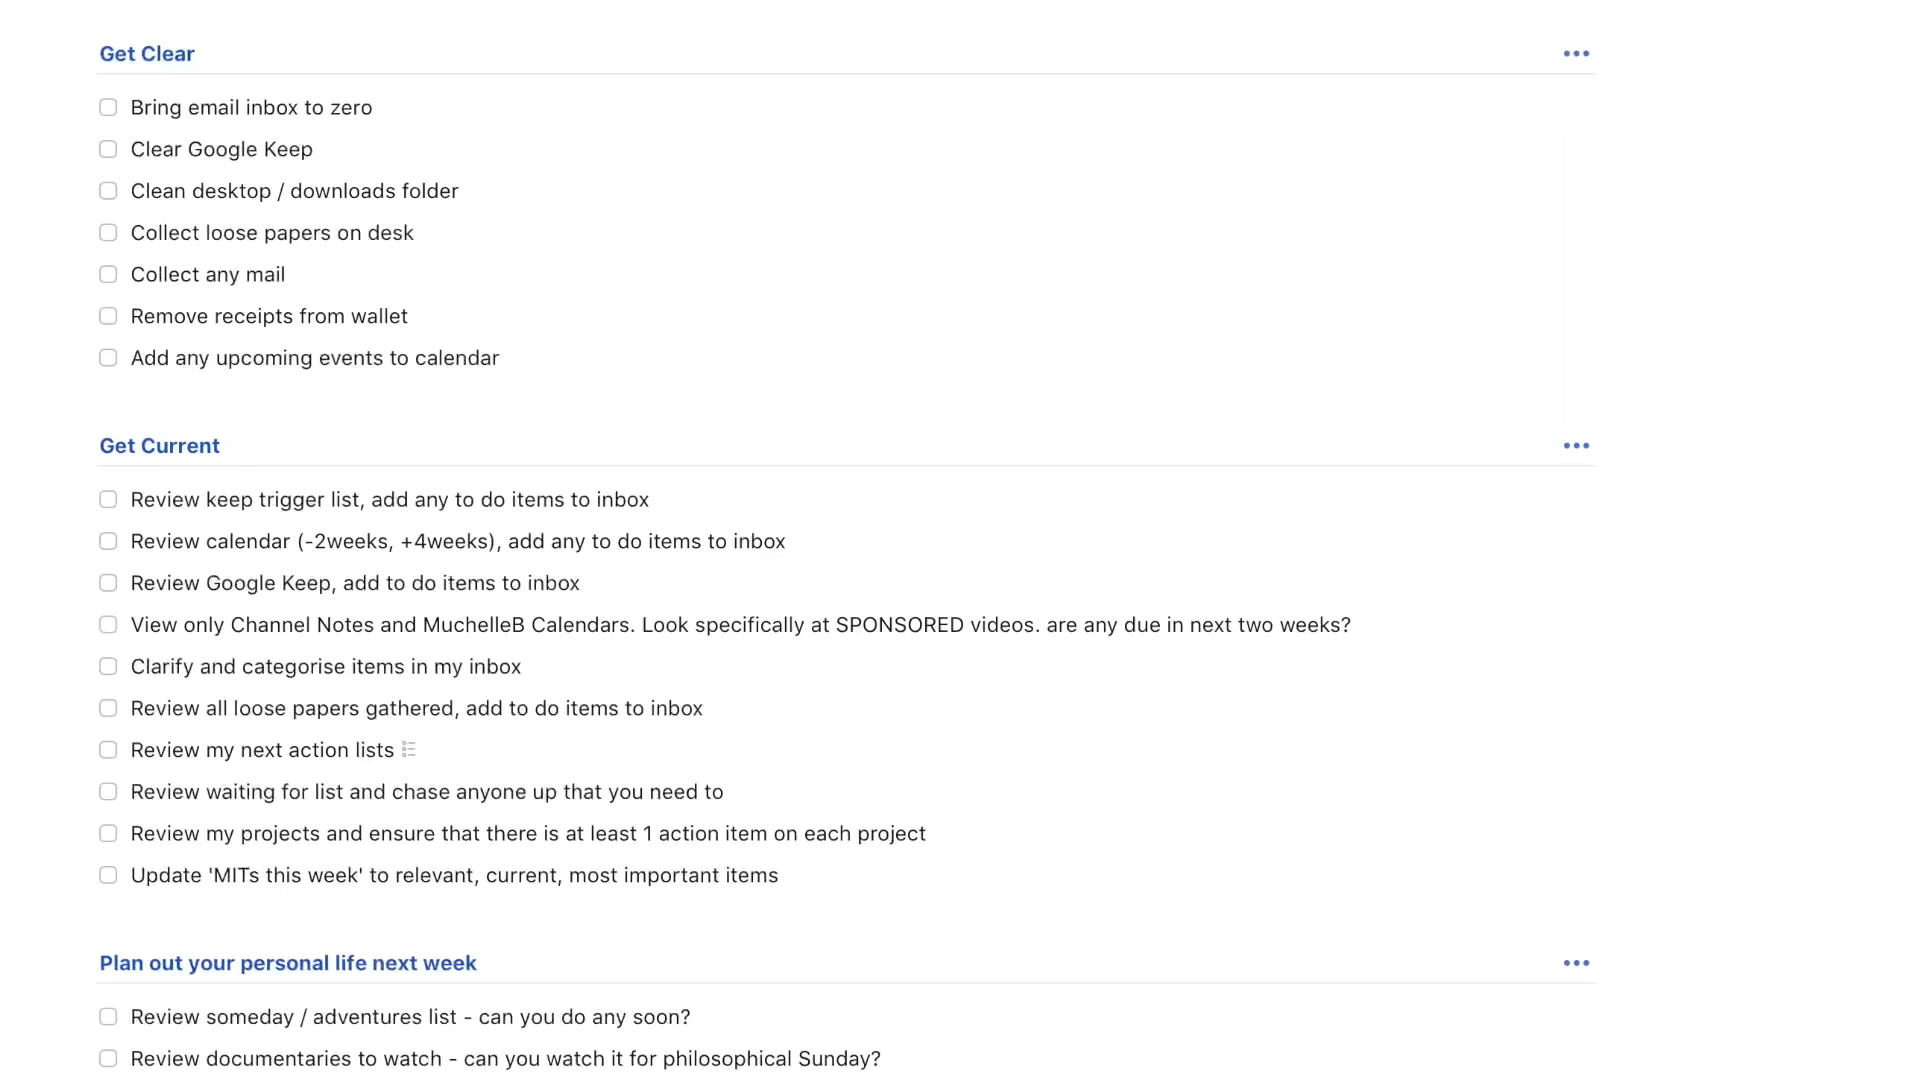 Get Clear
Bring email inbox to zero
Clear Google Keep
Clean desktop / downloads folder
Collect loose papers on desk
Collect any mail
Remove receipts from wallet
Add any upcoming events to calendar
Get Current
Review keep trigger list, add any to do items to inbox
Review calendar (-2weeks, +4weeks), add any to do items to inbox
Review Google Keep, add to do items to inbox
View only Channel Notes and MuchelleB Calendars. Look specifically at SPONSORED videos. are any due in next two weeks?
Clarify and categorise items in my inbox
Review all loose papers gathered, add to do items to inbox
Review my next action lists
Review waiting for list and chase anyone up that you need to
Review my projects and ensure that there is at least 1 action item on each project
Update 'MITs this week' to relevant, current, most important items
Plan out your personal life next week
Review someday / adventures list - can you do any soon?
Review documentaries to watch - can you watch it for philosophical Sunday?